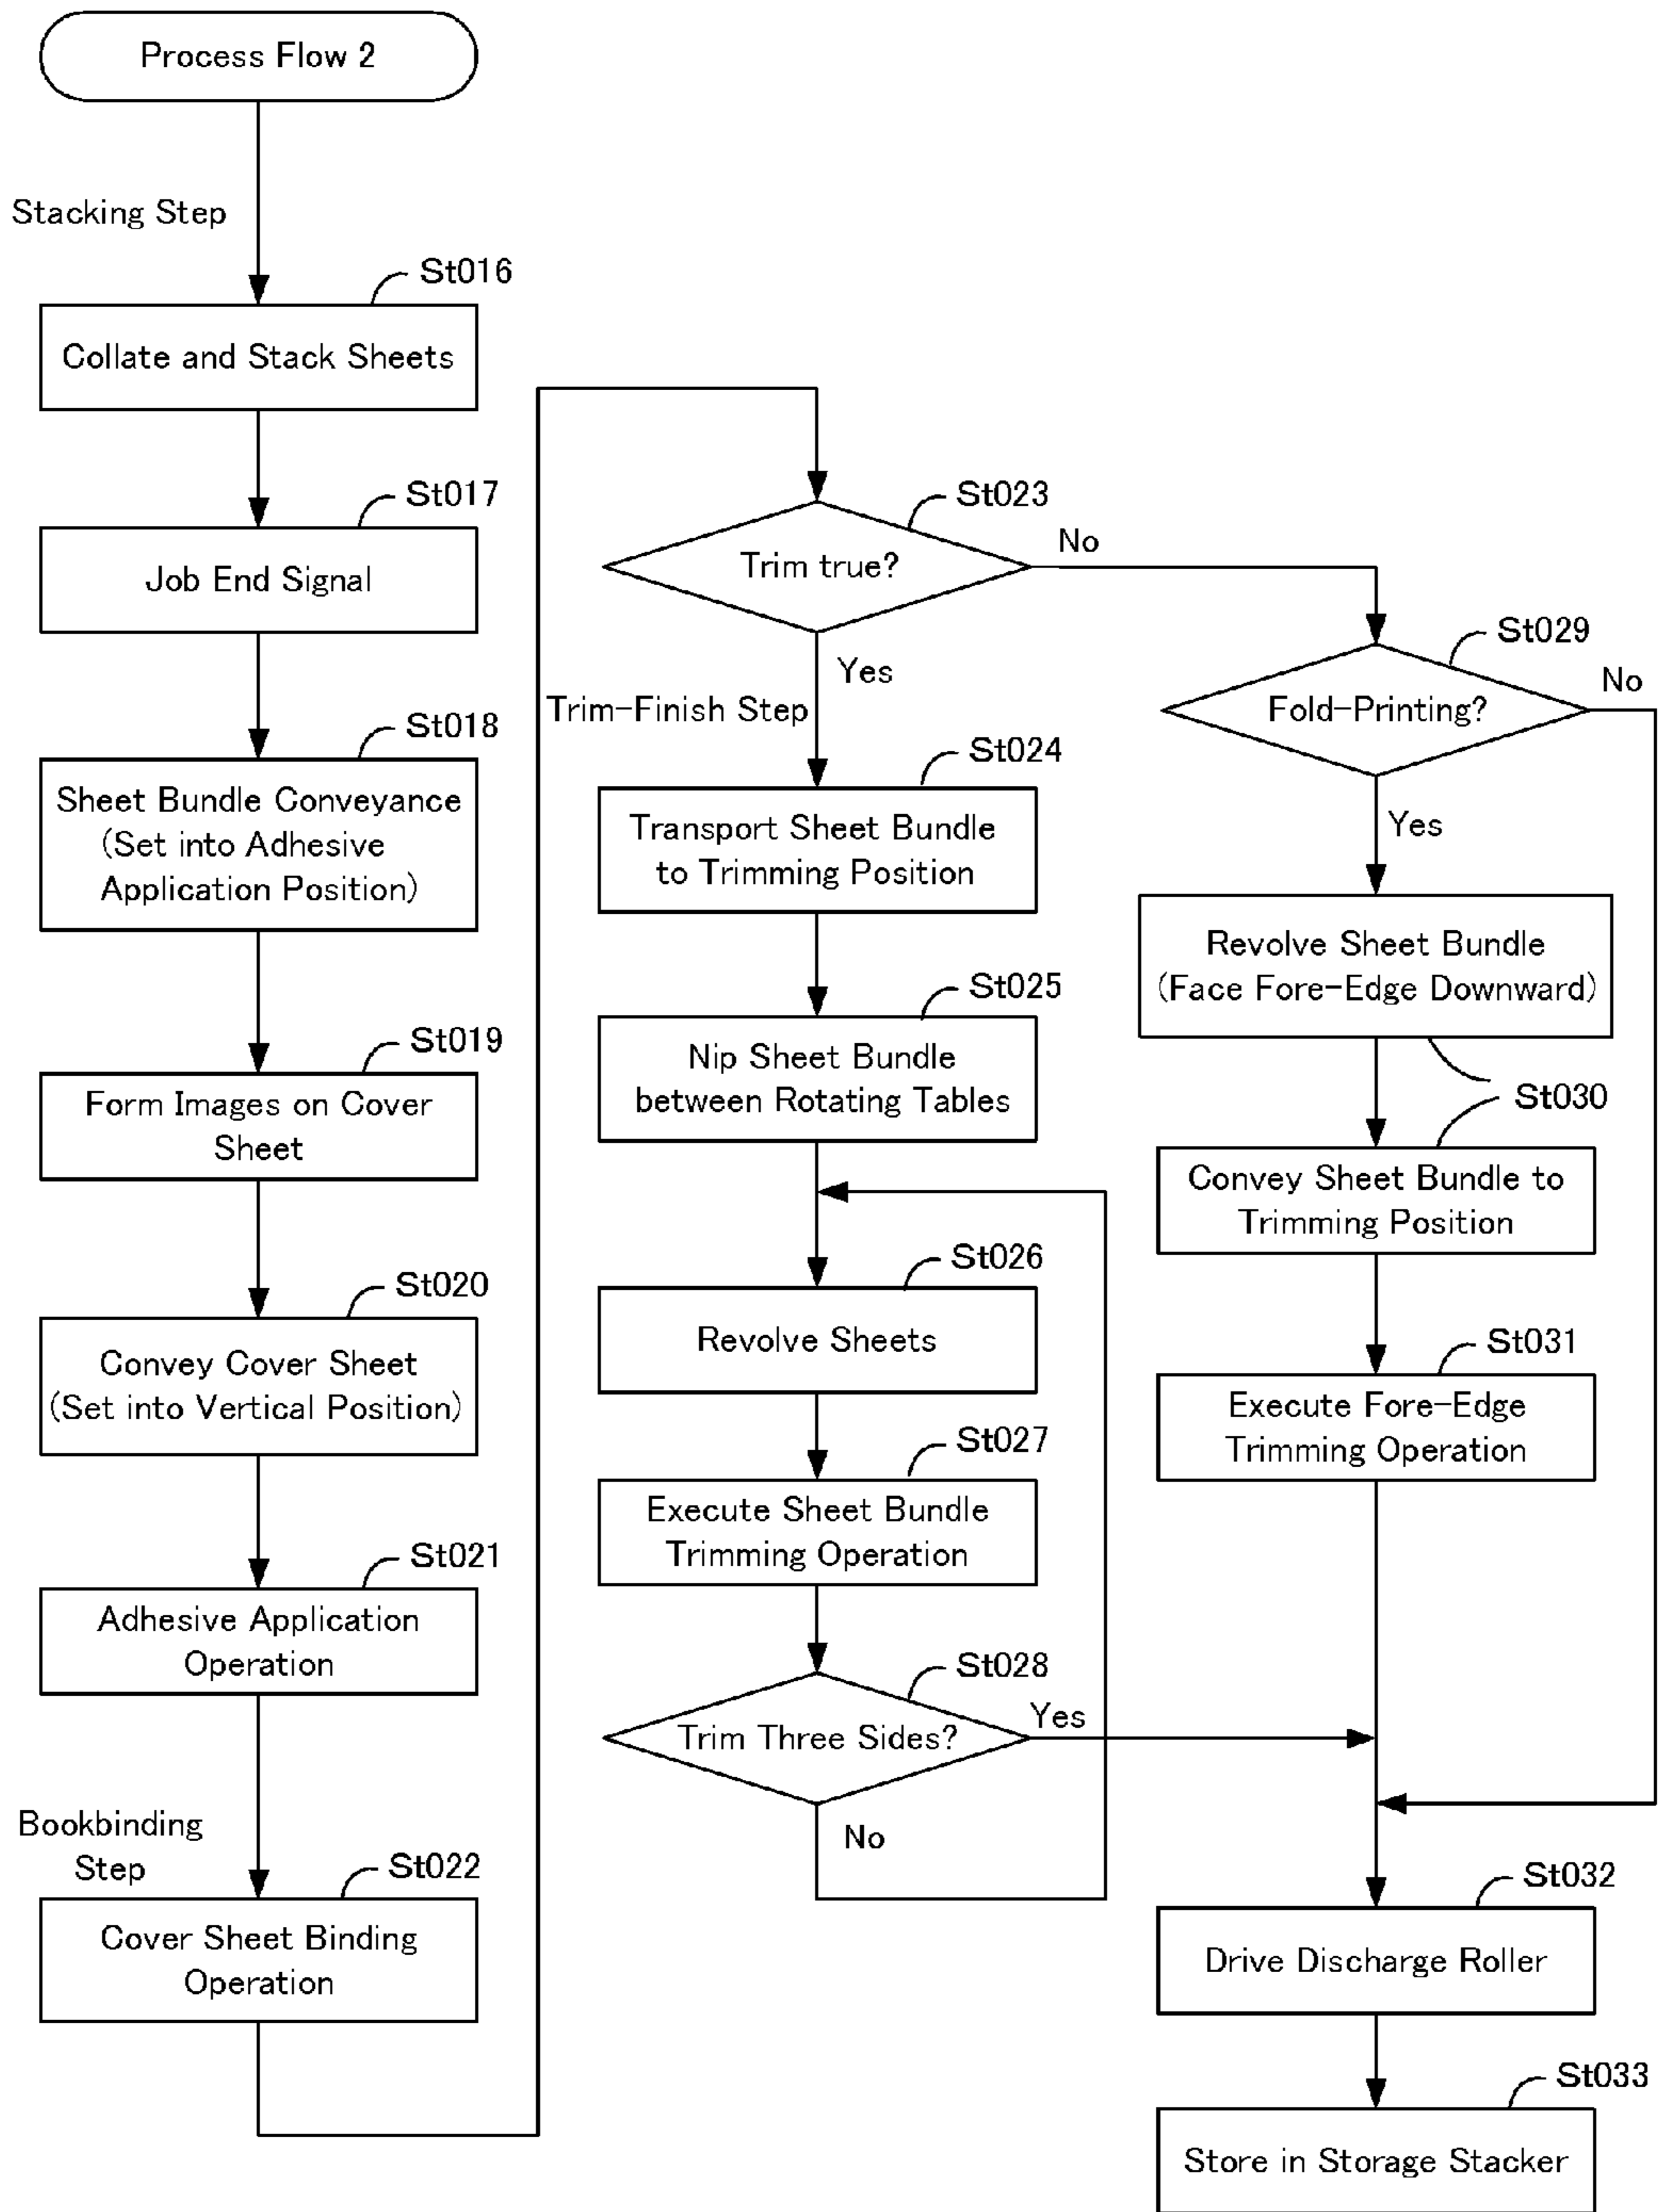 Process Flow 2
Stacking Step
St016
Collate and Stack Sheets
St017
Job End Signal
St018
Sheet Bundle Conveyance
(Set into Adhesive
Application Position)
St019
Form Images on Cover
Sheet
St020
Convey Cover Sheet
(Set into Vertical Position)
St021
Adhesive Application
Operation
Bookbinding
Step
St022
Cover Sheet Binding
Operation
St023
Trim true?
No
Yes
Trim-Finish Step
St024
Transport Sheet Bundle
to Trimming Position
St025
Nip Sheet Bundle
between Rotating Tables
St026
Revolve Sheets
St027
Execute Sheet Bundle
Trimming Operation
St028
Trim Three Sides?
Yes
No
St029
Fold-Printing?
No
Yes
Revolve Sheet Bundle
(Face Fore-Edge Downward)
St030
Convey Sheet Bundle to
Trimming Position
St031
Execute Fore-Edge
Trimming Operation
St032
Drive Discharge Roller
St033
Store in Storage Stacker